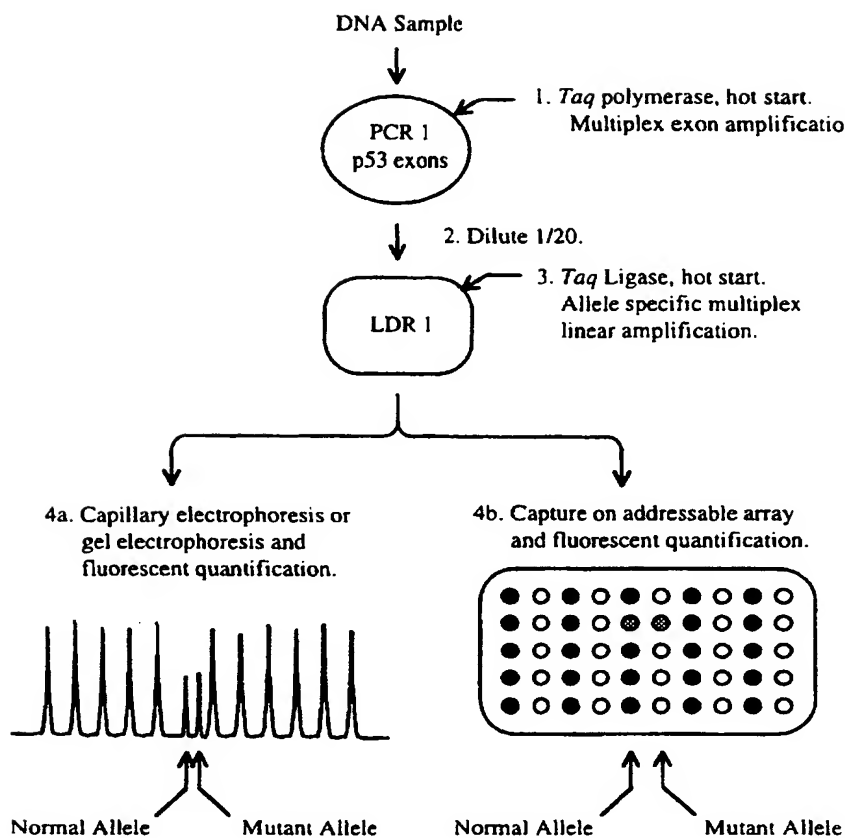 DNA Sample
1. Taq polymerase, hot start.
Multiplex exon amplificatio
PCR 1
p53 exons
2. Dilute 1/20.
3. Taq Ligase, hot start.
Allele specific multiplex
linear amplification.
LDR 1
4a. Capillary electrophoresis or
gel electrophoresis and
fluorescent quantification.
4b. Capture on addressable array
and fluorescent quantification.
Normal Allele
Mutant Allele
Normal Allele
Mutant Allele